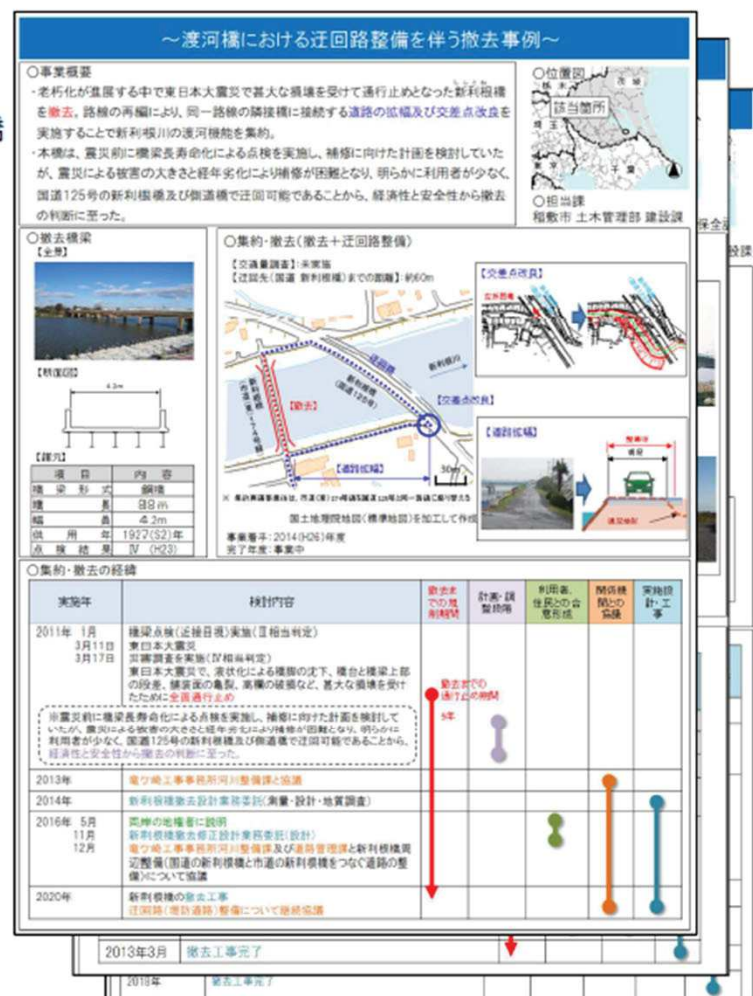 ~渡河橋における迂回路整備を伴う撤去事例~
○事業概要
・老朽化が進展する中で東日本大震災で甚大な損壊を受けて通行止めとなった新利根橋
を撤去。路線の再編により、同一路線の隣接橋に接続する道路の拡幅及び交差点改良を
実施することで新利根川の渡河機能を集約。
・本橋は、震災前に橋梁長寿命化による点検を実施し、補修に向けた計画を検討していた
が、震災による被害の大きさと経年劣化により補修が困難となり、明らかに利用者が少なく、
国道125号の新利根橋及び側道橋で迂回可能であることから、経済性と安全性から撤去
の判断に至った。
○位置図
該当箇所
○担当課
稲敷市 土木管理部 建設課
○撤去橋梁
【全景】
【断面図】
4.2m
【諸元】
項目 内容
橋梁形式 鋼橋
橋長 88m
幅員 4.2m
供用年 1927(S2)年
点検結果 Ⅳ (H23)
○集約・撤去(撤去+迂回路整備)
【交通量調査】:未実施
【迂回先(国道 新利根橋)までの距離】:約60m
【交差点改良】
迂回路
新利根川
新利根橋
(国道125号)
新利根橋
【撤去】
【交差点改良】
【道路拡幅】
30m
【道路拡幅】
国土地理院地図(標準地図)を加工して作成
事業着手:2014(H26)年度
完了年度:事業中
○集約・撤去の経緯
実施年 検討内容 撤去までの規制期間 計画・調整段階 利用者、住民との合意形成 関係機関との協議 実施設計・工事
2011年 1月 橋梁点検(近接目視)実施(Ⅱ相当判定)
3月11日 東日本大震災
3月17日 災害調査を実施(Ⅳ相当判定)
東日本大震災で、液状化による橋脚の沈下、橋台と橋梁上部
の段差、舗装面の亀裂、高欄の破損など、甚大な損壊を受け
たために全面通行止め
撤去までの
通行止め期間
9年
※震災前に橋梁長寿命化による点検を実施し、補修に向けた計画を検討して
いたが、震災による被害の大きさと経年劣化により補修が困難となり、明らかに
利用者が少なく、国道125号の新利根橋及び側道橋で迂回可能であることから、
経済性と安全性から撤去の判断に至った。
2013年 竜ケ崎工事事務所河川整備課と協議
2014年 新利根橋撤去設計業務委託(測量・設計・地質調査)
2016年 5月 両岸の地権者に説明
11月 新利根橋撤去修正設計業務委託(設計)
12月 竜ケ崎工事事務所河川整備課及び道路管理課と新利根橋周
辺整備(国道の新利根橋と市道の新利根橋をつなぐ道路の整
備)について協議
2020年 新利根橋の撤去工事
迂回路(堤防道路)整備について継続協議
2013年3月 撤去工事完了
2018年 撤去工事完了